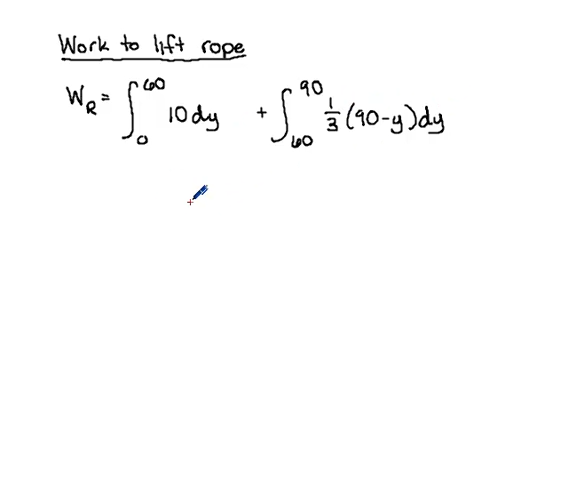 Work to lift rope
W_R = ∫_0^60 10 dy + ∫_60^90 1/3 (90-y) dy